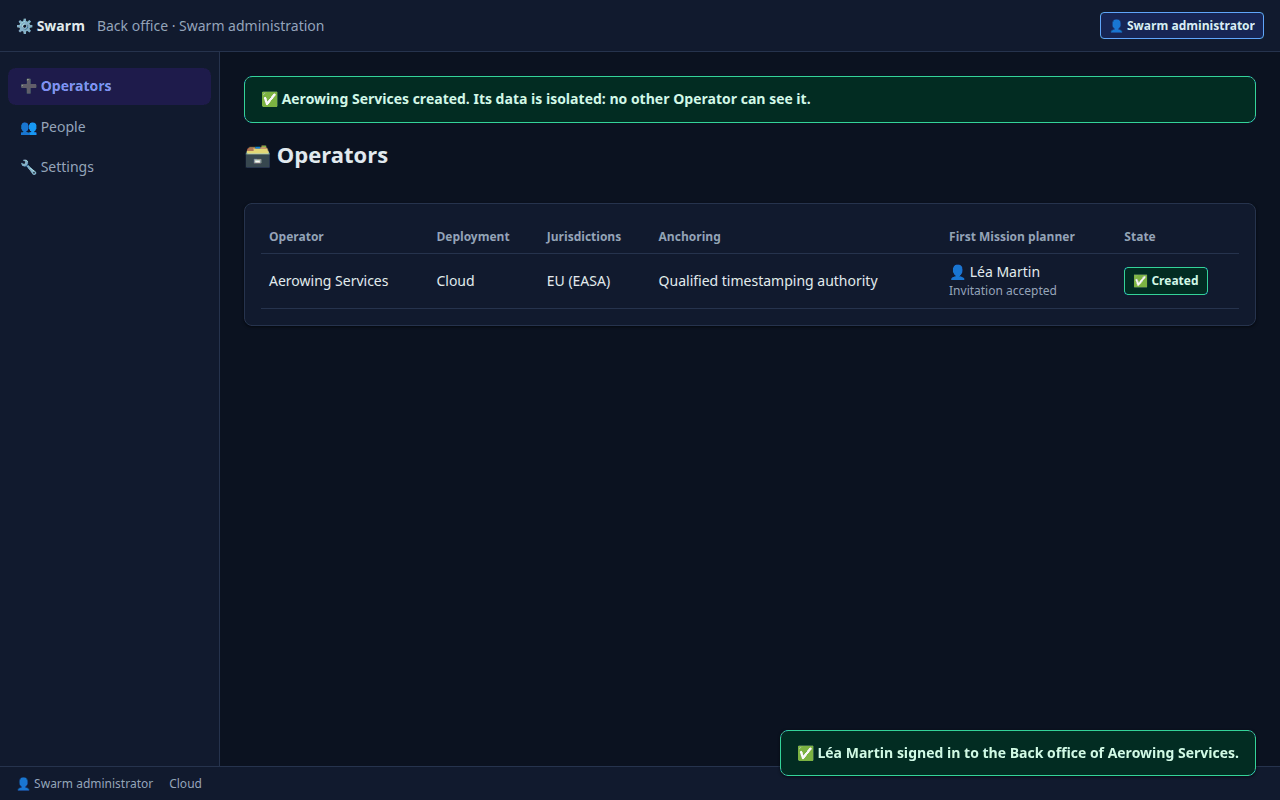 ⚙️ Swarm Back office · Swarm administration
👤 Swarm administrator
➕ Operators
👥 People
🔧 Settings
✅ Aerowing Services created. Its data is isolated: no other Operator can see it.
🗃️ Operators
Operator Deployment Jurisdictions Anchoring First Mission planner State
Aerowing Services Cloud EU (EASA) Qualified timestamping authority 👤 Léa Martin ✅ Created
Invitation accepted
✅ Léa Martin signed in to the Back office of Aerowing Services.
👤 Swarm administrator Cloud